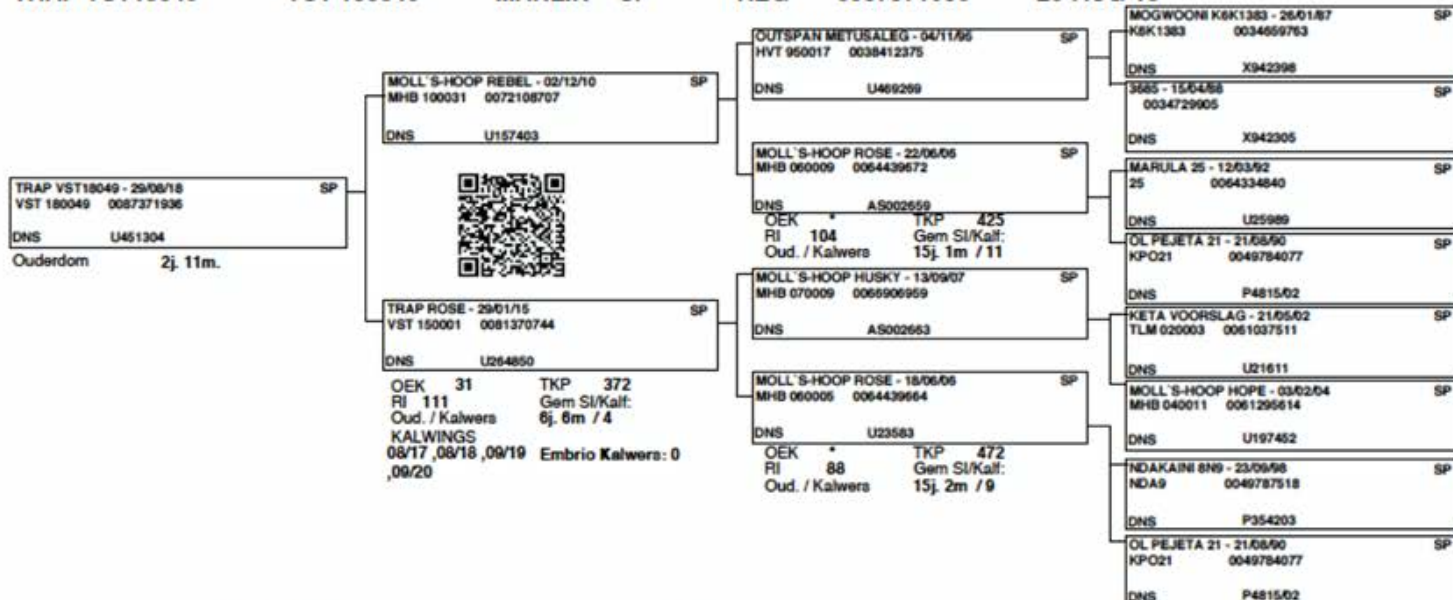 TRAP VST18049 - 29/08/18 SP
VST 180049 0087371936
DNS U451304
Ouderdom 2j. 11m.
MOLL`S-HOOP REBEL - 02/12/10 SP
MHB 100031 0072108707
DNS U157403
TRAP ROSE - 29/01/15 SP
VST 150001 0081370744
DNS U264850
OEK 31 TKP 372
RI 111 Gem SI/Kalf:
Oud. / Kalwers 6j. 6m / 4
KALWINGS
08/17 ,08/18 ,09/19 Embrio Kalwers: 0
,09/20
OUTSPAN METUSALEG - 04/11/95 SP
HVT 950017 0038412375
DNS U469269
MOLL`S-HOOP ROSE - 22/06/06 SP
MHB 060009 0064439672
DNS AS002659
OEK * TKP 425
RI 104 Gem SI/Kalf:
Oud. / Kalwers 15j. 1m / 11
MOLL`S-HOOP HUSKY - 13/09/07 SP
MHB 070009 0066906959
DNS AS002663
MOLL`S-HOOP ROSE - 18/06/06 SP
MHB 060005 0064439664
DNS U23583
OEK * TKP 472
RI 88 Gem SI/Kalf:
Oud. / Kalwers 15j. 2m / 9
MOGWOONI K6K1383 - 26/01/87 SP
K6K1383 0034659763
DNS X942398
3685 - 15/04/88 SP
0034729905
DNS X942305
MARULA 25 - 12/03/92 SP
25 0064334840
DNS U25989
OL PEJETA 21 - 21/08/90 SP
KPO21 0049784077
DNS P4815/02
KETA VOORSLAG - 21/05/02 SP
TLM 020003 0061037511
DNS U21611
MOLL`S-HOOP HOPE - 03/02/04 SP
MHB 040011 0061295614
DNS U197452
NDAKAINI 8N9 - 23/09/98 SP
NDA9 0049787518
DNS P354203
OL PEJETA 21 - 21/08/90 SP
KPO21 0049784077
DNS P4815/02